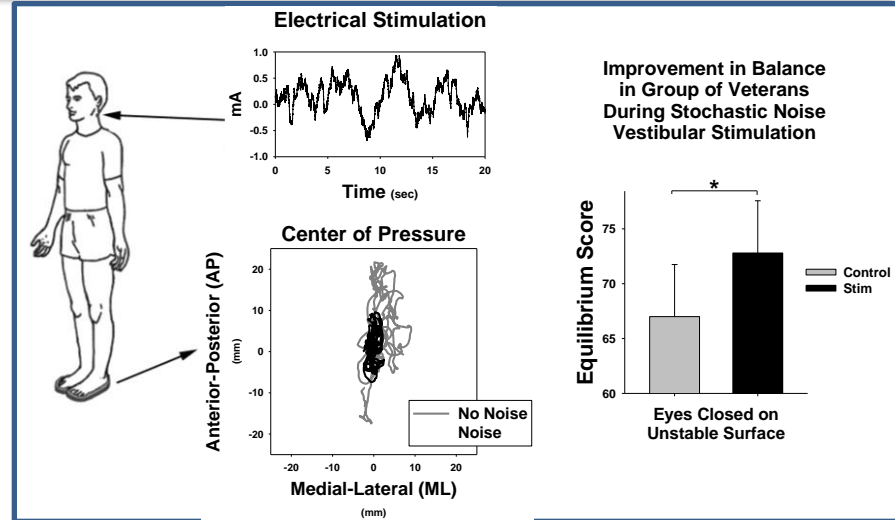 Electrical Stimulation
mA
1.0
0.5
0.0
-0.5
-1.0
0
5
10
15
20
Time (sec)
Center of Pressure
Anterior-Posterior (AP)
(mm)
20
10
0
-10
-20
No Noise
Noise
-20
-10
0
10
20
Medial-Lateral (ML)
(mm)
Improvement in Balance
in Group of Veterans
During Stochastic Noise
Vestibular Stimulation
*
Equilibrium Score
75
70
65
60
Control
Stim
Eyes Closed on
Unstable Surface